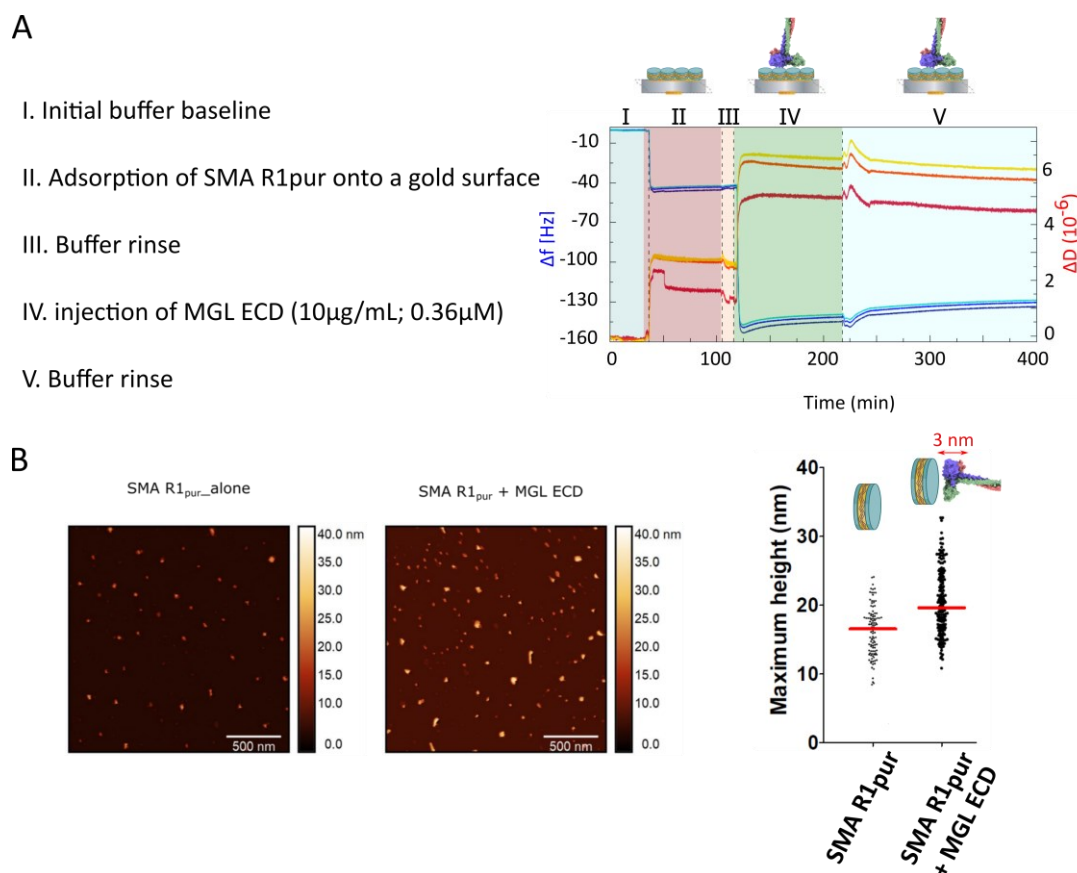 A
I. Initial buffer baseline
II. Adsorption of SMA R1pur onto a gold surface
III. Buffer rinse
IV. injection of MGL ECD (10µg/mL; 0.36µM)
V. Buffer rinse
I II III IV V
-10
-40
-70
-100
-130
-160
Δf [Hz]
6
4
2
0
ΔD (10⁻⁶)
0 100 200 300 400
Time (min)
B
SMA R1pur_alone
40.0 nm
35.0
30.0
25.0
20.0
15.0
10.0
0.0
500 nm
SMA R1pur + MGL ECD
40.0 nm
35.0
30.0
25.0
20.0
15.0
10.0
0.0
500 nm
3 nm
40
30
20
10
0
Maximum height (nm)
SMA R1pur
SMA R1pur
+ MGL ECD